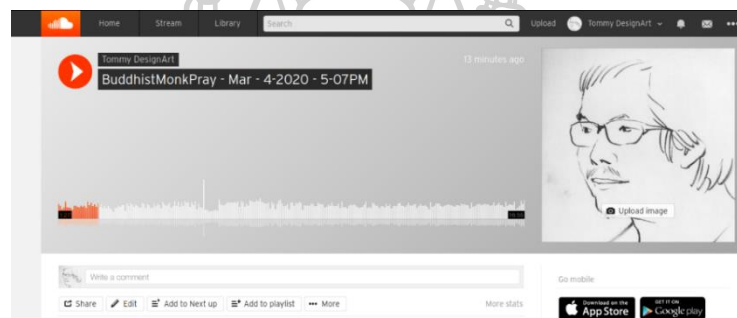 Home Stream Library Search Upload Tommy DesignArt
Tommy DesignArt
13 minutes ago
BuddhistMonkPray - Mar - 4-2020 - 5-07PM
Upload image
Write a comment
Go mobile
Share Edit Add to Next up Add to playlist More
More stats
Download on the
App Store
GET IT ON
Google play